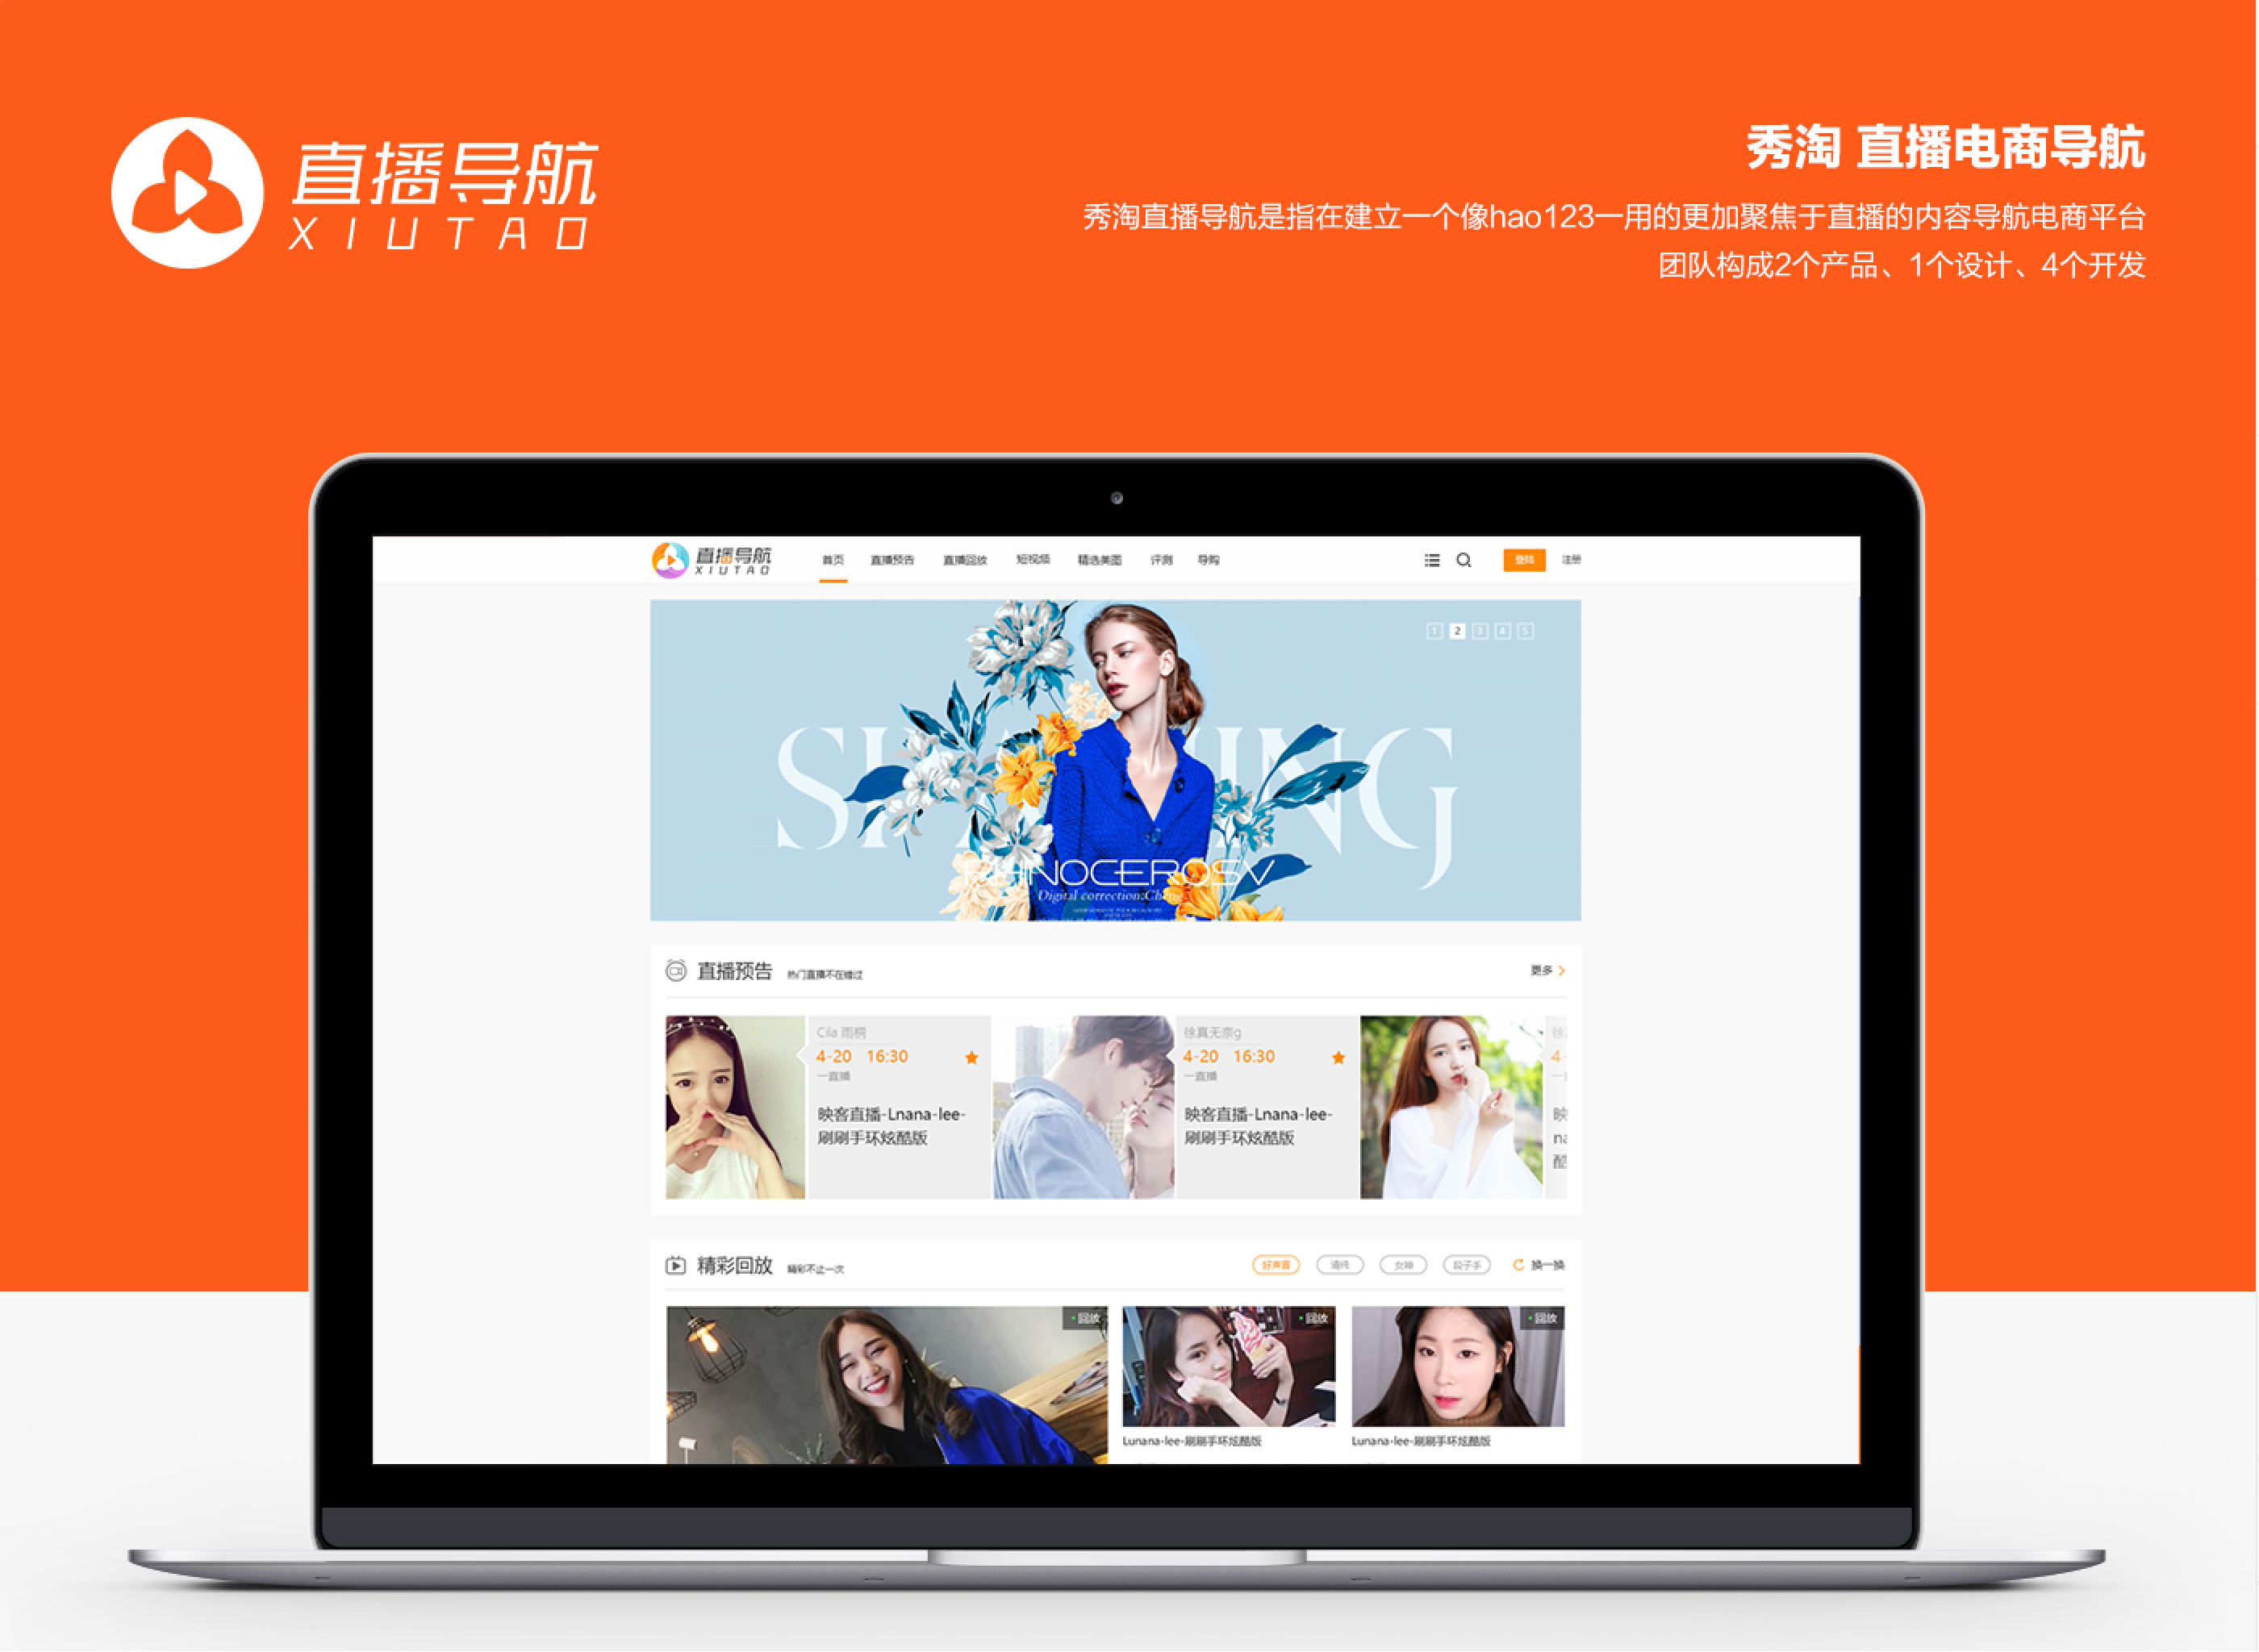 直播导航
XIUTAO
秀淘 直播电商导航
秀淘直播导航是指在建立一个像hao123一用的更加聚焦于直播的内容导航电商平台
团队构成2个产品、1个设计、4个开发
直播导航
XIUTAO
首页 直播预告 直播回放 短视频 精选美图 评测 导购 登陆 注册
1 2 3 4 5
SHNING
RHNOCEROSV
Digital correction:Cheng
直播预告 热门直播不在错过 更多
Cila 雨桐
4-20 16:30
一直播
映客直播-Lnana-lee-
刷刷手环炫酷版
徐真无奈g
4-20 16:30
一直播
映客直播-Lnana-lee-
刷刷手环炫酷版
精彩回放 精彩不止一次 好声音 清纯 女神 段子手 换一换
回放
回放
回放
Lunana-lee-刷刷手环炫酷版
Lunana-lee-刷刷手环炫酷版